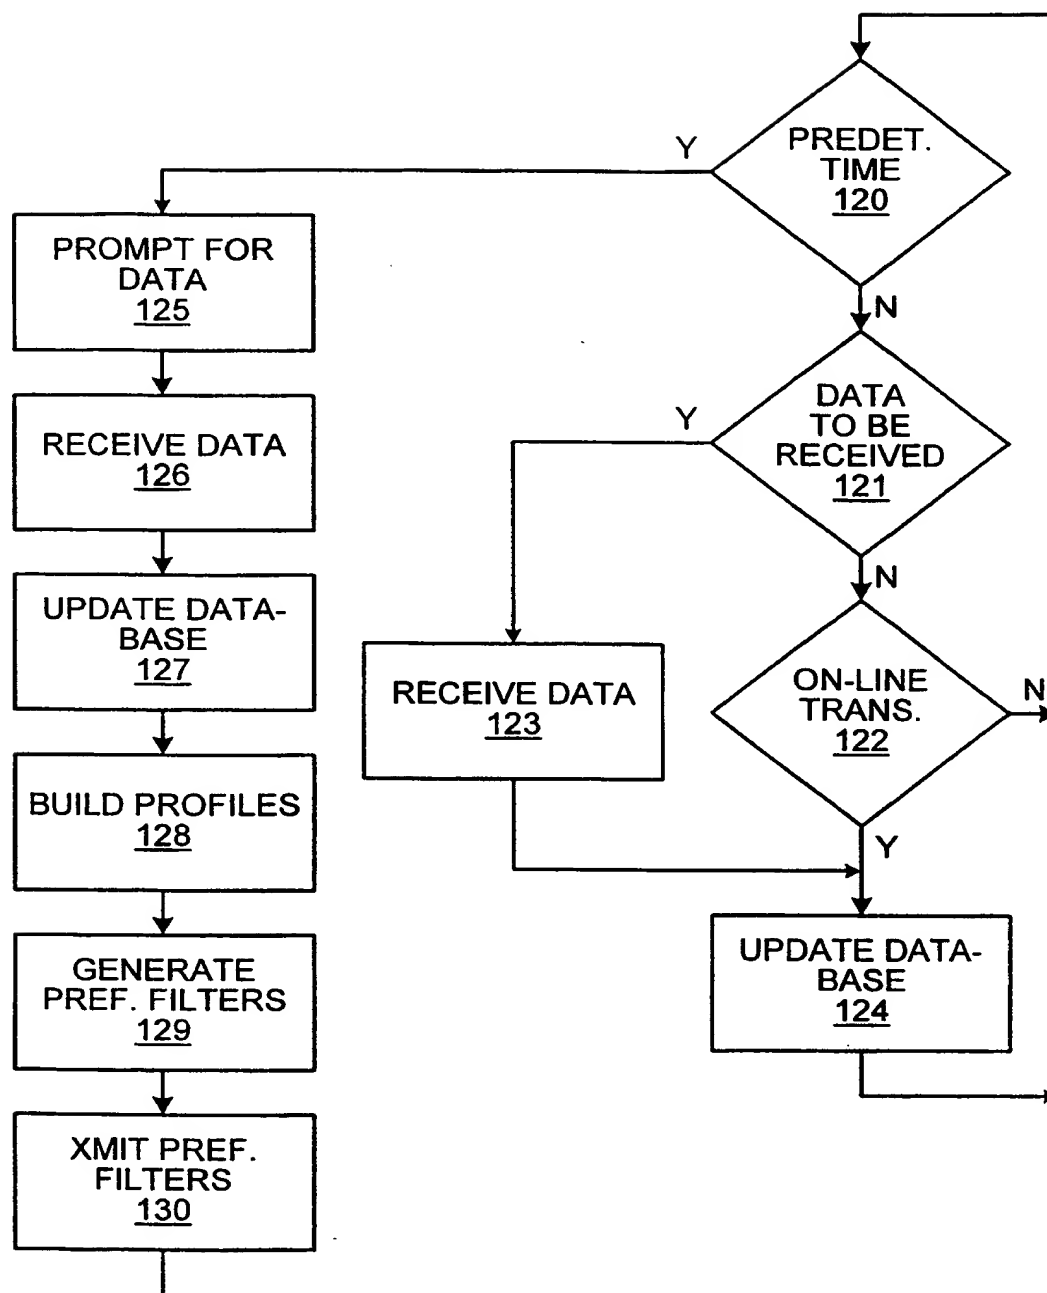 PREDET.
TIME
120
Y
N
PROMPT FOR
DATA
125
DATA
TO BE
RECEIVED
121
Y
N
RECEIVE DATA
126
UPDATE DATA-
BASE
127
RECEIVE DATA
123
ON-LINE
TRANS.
122
N
Y
BUILD PROFILES
128
UPDATE DATA-
BASE
124
GENERATE
PREF. FILTERS
129
XMIT PREF.
FILTERS
130